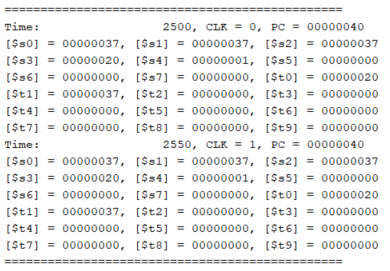 ==============================================
Time: 2500, CLK = 0, PC = 00000040
[$s0] = 00000037, [$s1] = 00000037, [$s2] = 00000037
[$s3] = 00000020, [$s4] = 00000001, [$s5] = 00000000
[$s6] = 00000000, [$s7] = 00000000, [$t0] = 00000020
[$t1] = 00000037, [$t2] = 00000000, [$t3] = 00000000
[$t4] = 00000000, [$t5] = 00000000, [$t6] = 00000000
[$t7] = 00000000, [$t8] = 00000000, [$t9] = 00000000
Time: 2550, CLK = 1, PC = 00000040
[$s0] = 00000037, [$s1] = 00000037, [$s2] = 00000037
[$s3] = 00000020, [$s4] = 00000001, [$s5] = 00000000
[$s6] = 00000000, [$s7] = 00000000, [$t0] = 00000020
[$t1] = 00000037, [$t2] = 00000000, [$t3] = 00000000
[$t4] = 00000000, [$t5] = 00000000, [$t6] = 00000000
[$t7] = 00000000, [$t8] = 00000000, [$t9] = 00000000
==============================================